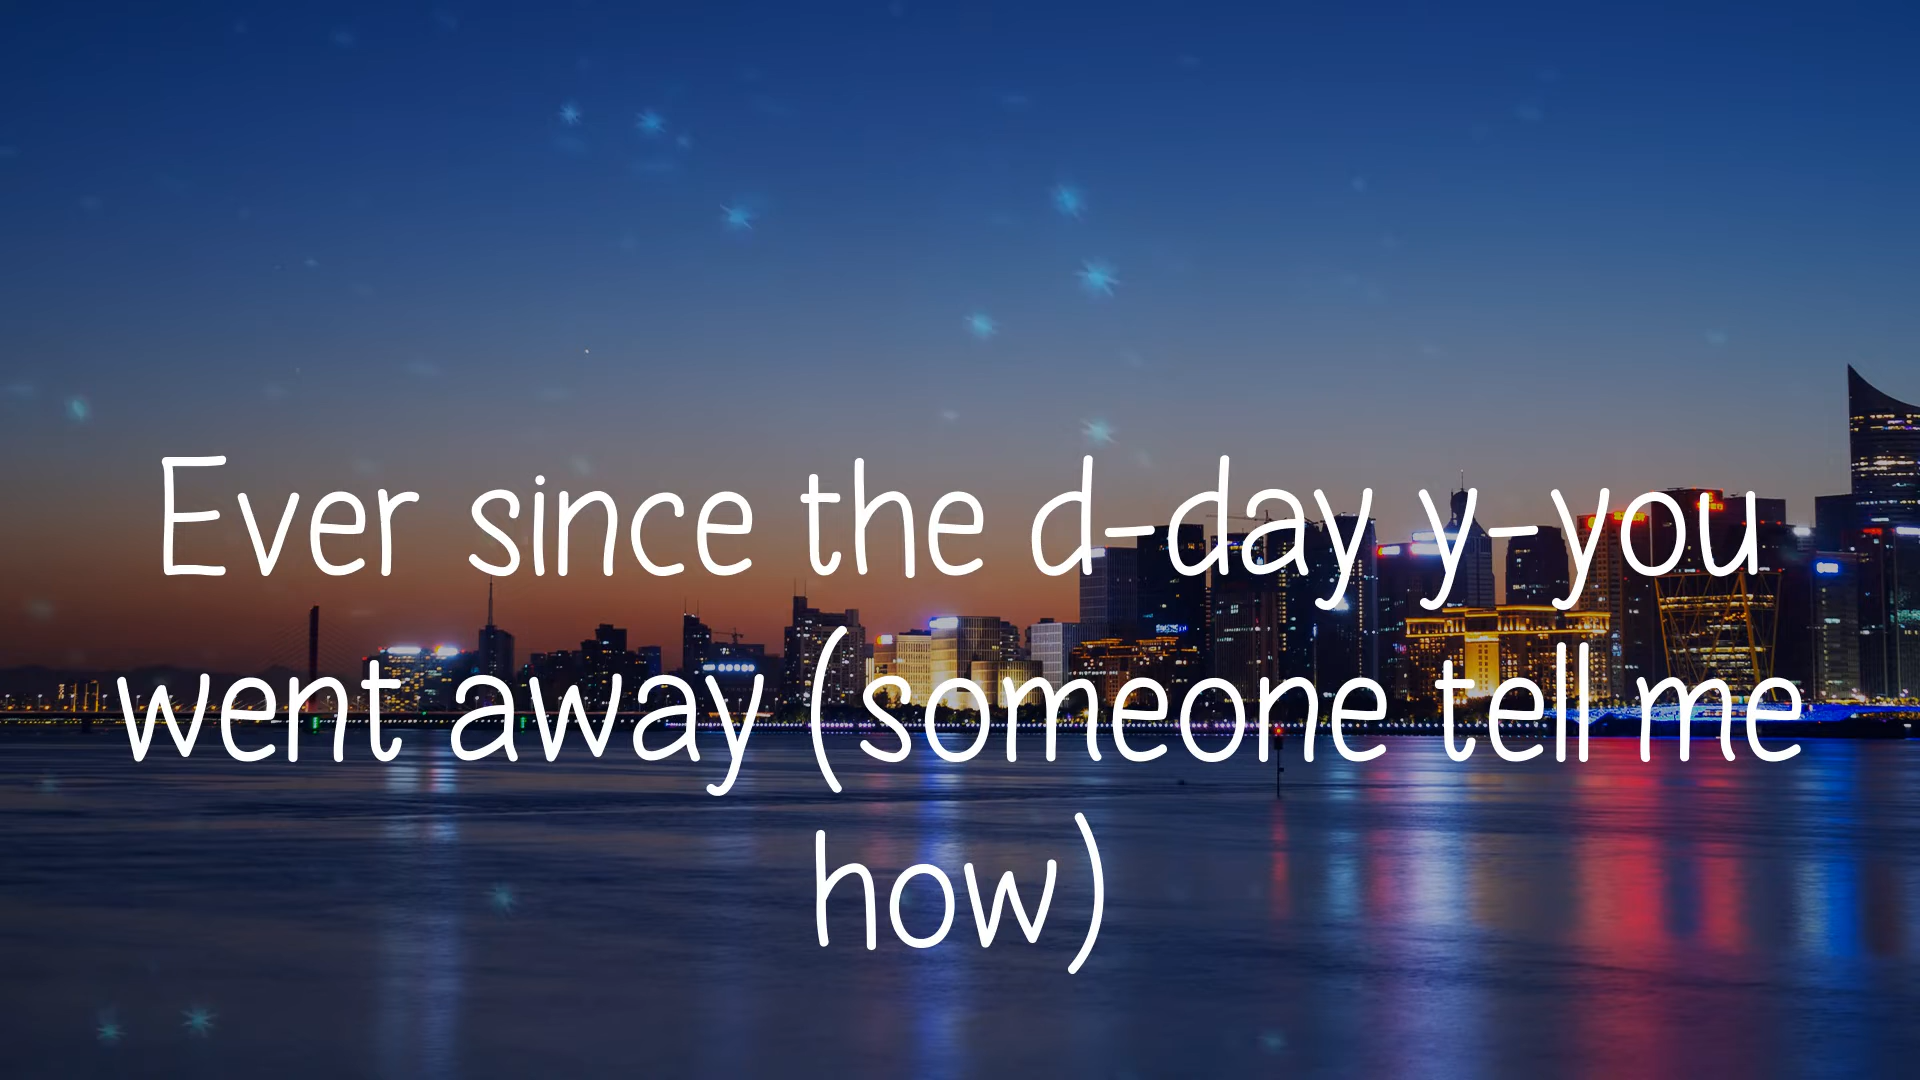 Ever since the d-day y-you
went away (someone tell me
how)